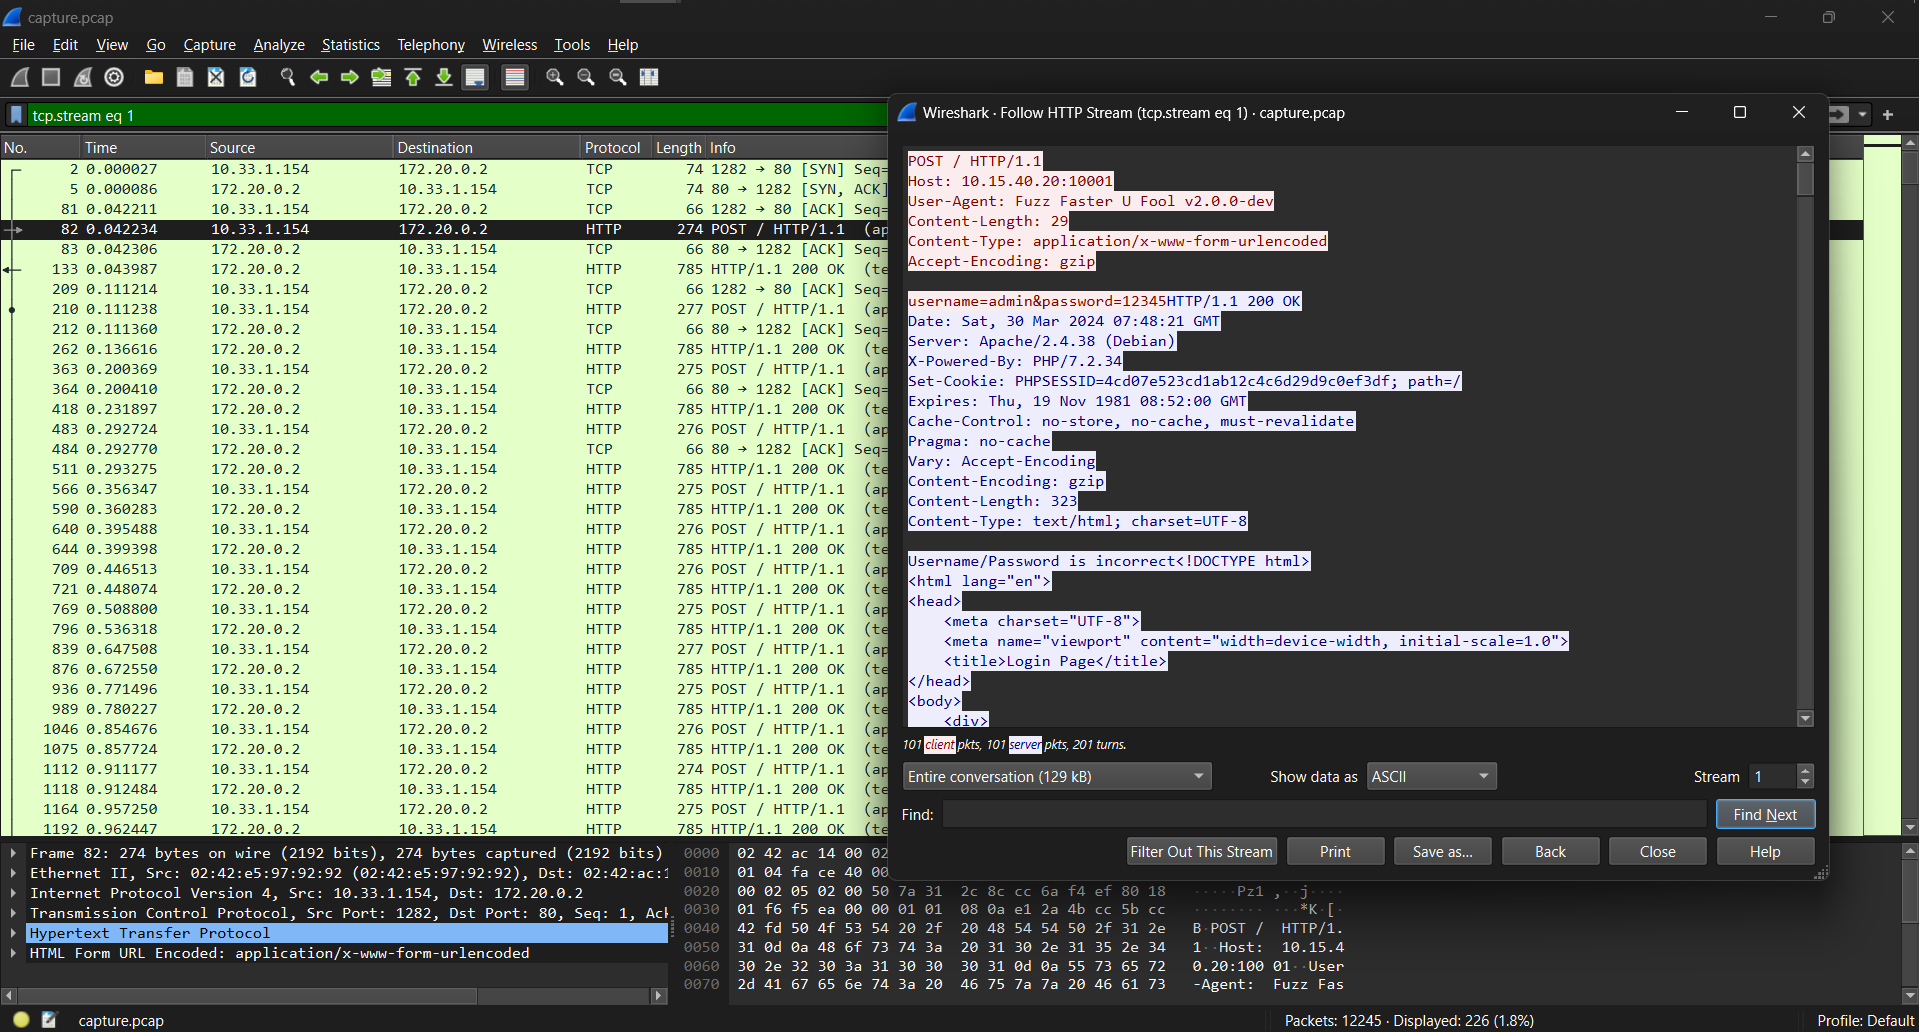 capture.pcap
File Edit View Go Capture Analyze Statistics Telephony Wireless Tools Help
tcp.stream eq 1
No. Time Source Destination Protocol Length Info
2 0.000027 10.33.1.154 172.20.0.2 TCP 74 1282 → 80 [SYN] Seq=
5 0.000086 172.20.0.2 10.33.1.154 TCP 74 80 → 1282 [SYN, ACK]
81 0.042211 10.33.1.154 172.20.0.2 TCP 66 1282 → 80 [ACK] Seq=
82 0.042234 10.33.1.154 172.20.0.2 HTTP 274 POST / HTTP/1.1 (ap
83 0.042306 172.20.0.2 10.33.1.154 TCP 66 80 → 1282 [ACK] Seq=
133 0.043987 172.20.0.2 10.33.1.154 HTTP 785 HTTP/1.1 200 OK (te
209 0.111214 10.33.1.154 172.20.0.2 TCP 66 1282 → 80 [ACK] Seq=
210 0.111238 10.33.1.154 172.20.0.2 HTTP 277 POST / HTTP/1.1 (ap
212 0.111360 172.20.0.2 10.33.1.154 TCP 66 80 → 1282 [ACK] Seq=
262 0.136616 172.20.0.2 10.33.1.154 HTTP 785 HTTP/1.1 200 OK (te
363 0.200369 10.33.1.154 172.20.0.2 HTTP 275 POST / HTTP/1.1 (ap
364 0.200410 172.20.0.2 10.33.1.154 TCP 66 80 → 1282 [ACK] Seq=
418 0.231897 172.20.0.2 10.33.1.154 HTTP 785 HTTP/1.1 200 OK (te
483 0.292724 10.33.1.154 172.20.0.2 HTTP 276 POST / HTTP/1.1 (ap
484 0.292770 172.20.0.2 10.33.1.154 TCP 66 80 → 1282 [ACK] Seq=
511 0.293275 172.20.0.2 10.33.1.154 HTTP 785 HTTP/1.1 200 OK (te
566 0.356347 10.33.1.154 172.20.0.2 HTTP 275 POST / HTTP/1.1 (ap
590 0.360283 172.20.0.2 10.33.1.154 HTTP 785 HTTP/1.1 200 OK (te
640 0.395488 10.33.1.154 172.20.0.2 HTTP 276 POST / HTTP/1.1 (ap
644 0.399398 172.20.0.2 10.33.1.154 HTTP 785 HTTP/1.1 200 OK (te
709 0.446513 10.33.1.154 172.20.0.2 HTTP 276 POST / HTTP/1.1 (ap
721 0.448074 172.20.0.2 10.33.1.154 HTTP 785 HTTP/1.1 200 OK (te
769 0.508800 10.33.1.154 172.20.0.2 HTTP 275 POST / HTTP/1.1 (ap
796 0.536318 172.20.0.2 10.33.1.154 HTTP 785 HTTP/1.1 200 OK (te
839 0.647508 10.33.1.154 172.20.0.2 HTTP 277 POST / HTTP/1.1 (ap
876 0.672550 172.20.0.2 10.33.1.154 HTTP 785 HTTP/1.1 200 OK (te
936 0.771496 10.33.1.154 172.20.0.2 HTTP 275 POST / HTTP/1.1 (ap
989 0.780227 172.20.0.2 10.33.1.154 HTTP 785 HTTP/1.1 200 OK (te
1046 0.854676 10.33.1.154 172.20.0.2 HTTP 276 POST / HTTP/1.1 (ap
1075 0.857724 172.20.0.2 10.33.1.154 HTTP 785 HTTP/1.1 200 OK (te
1112 0.911177 10.33.1.154 172.20.0.2 HTTP 274 POST / HTTP/1.1 (ap
1118 0.912484 172.20.0.2 10.33.1.154 HTTP 785 HTTP/1.1 200 OK (te
1164 0.957250 10.33.1.154 172.20.0.2 HTTP 275 POST / HTTP/1.1 (ap
1192 0.962447 172.20.0.2 10.33.1.154 HTTP 785 HTTP/1.1 200 OK (te
Wireshark · Follow HTTP Stream (tcp.stream eq 1) · capture.pcap
POST / HTTP/1.1
Host: 10.15.40.20:10001
User-Agent: Fuzz Faster U Fool v2.0.0-dev
Content-Length: 29
Content-Type: application/x-www-form-urlencoded
Accept-Encoding: gzip
username=admin&password=12345HTTP/1.1 200 OK
Date: Sat, 30 Mar 2024 07:48:21 GMT
Server: Apache/2.4.38 (Debian)
X-Powered-By: PHP/7.2.34
Set-Cookie: PHPSESSID=4cd07e523cd1ab12c4c6d29d9c0ef3df; path=/
Expires: Thu, 19 Nov 1981 08:52:00 GMT
Cache-Control: no-store, no-cache, must-revalidate
Pragma: no-cache
Vary: Accept-Encoding
Content-Encoding: gzip
Content-Length: 323
Content-Type: text/html; charset=UTF-8
Username/Password is incorrect<!DOCTYPE html>
<html lang="en">
<head>
<meta charset="UTF-8">
<meta name="viewport" content="width=device-width, initial-scale=1.0">
<title>Login Page</title>
</head>
<body>
<div>
101 client pkts, 101 server pkts, 201 turns.
Entire conversation (129 kB) Show data as ASCII Stream 1
Find: Find Next
Filter Out This Stream Print Save as... Back Close Help
Frame 82: 274 bytes on wire (2192 bits), 274 bytes captured (2192 bits)
Ethernet II, Src: 02:42:e5:97:92:92 (02:42:e5:97:92:92), Dst: 02:42:ac:1
Internet Protocol Version 4, Src: 10.33.1.154, Dst: 172.20.0.2
Transmission Control Protocol, Src Port: 1282, Dst Port: 80, Seq: 1, Ack
Hypertext Transfer Protocol
HTML Form URL Encoded: application/x-www-form-urlencoded
0000 02 42 ac 14 00 02
0010 01 04 fa ce 40 00
0020 00 02 05 02 00 50 7a 31 2c 8c cc 6a f4 ef 80 18 ·····Pz1 ,··j····
0030 01 f6 f5 ea 00 00 01 01 08 0a e1 2a 4b cc 5b cc ········ ···*K·[·
0040 42 fd 50 4f 53 54 20 2f 20 48 54 54 50 2f 31 2e B·POST / HTTP/1.
0050 31 0d 0a 48 6f 73 74 3a 20 31 30 2e 31 35 2e 34 1··Host: 10.15.4
0060 30 2e 32 30 3a 31 30 30 30 31 0d 0a 55 73 65 72 0.20:100 01··User
0070 2d 41 67 65 6e 74 3a 20 46 75 7a 7a 20 46 61 73 -Agent: Fuzz Fas
capture.pcap Packets: 12245 · Displayed: 226 (1.8%) Profile: Default